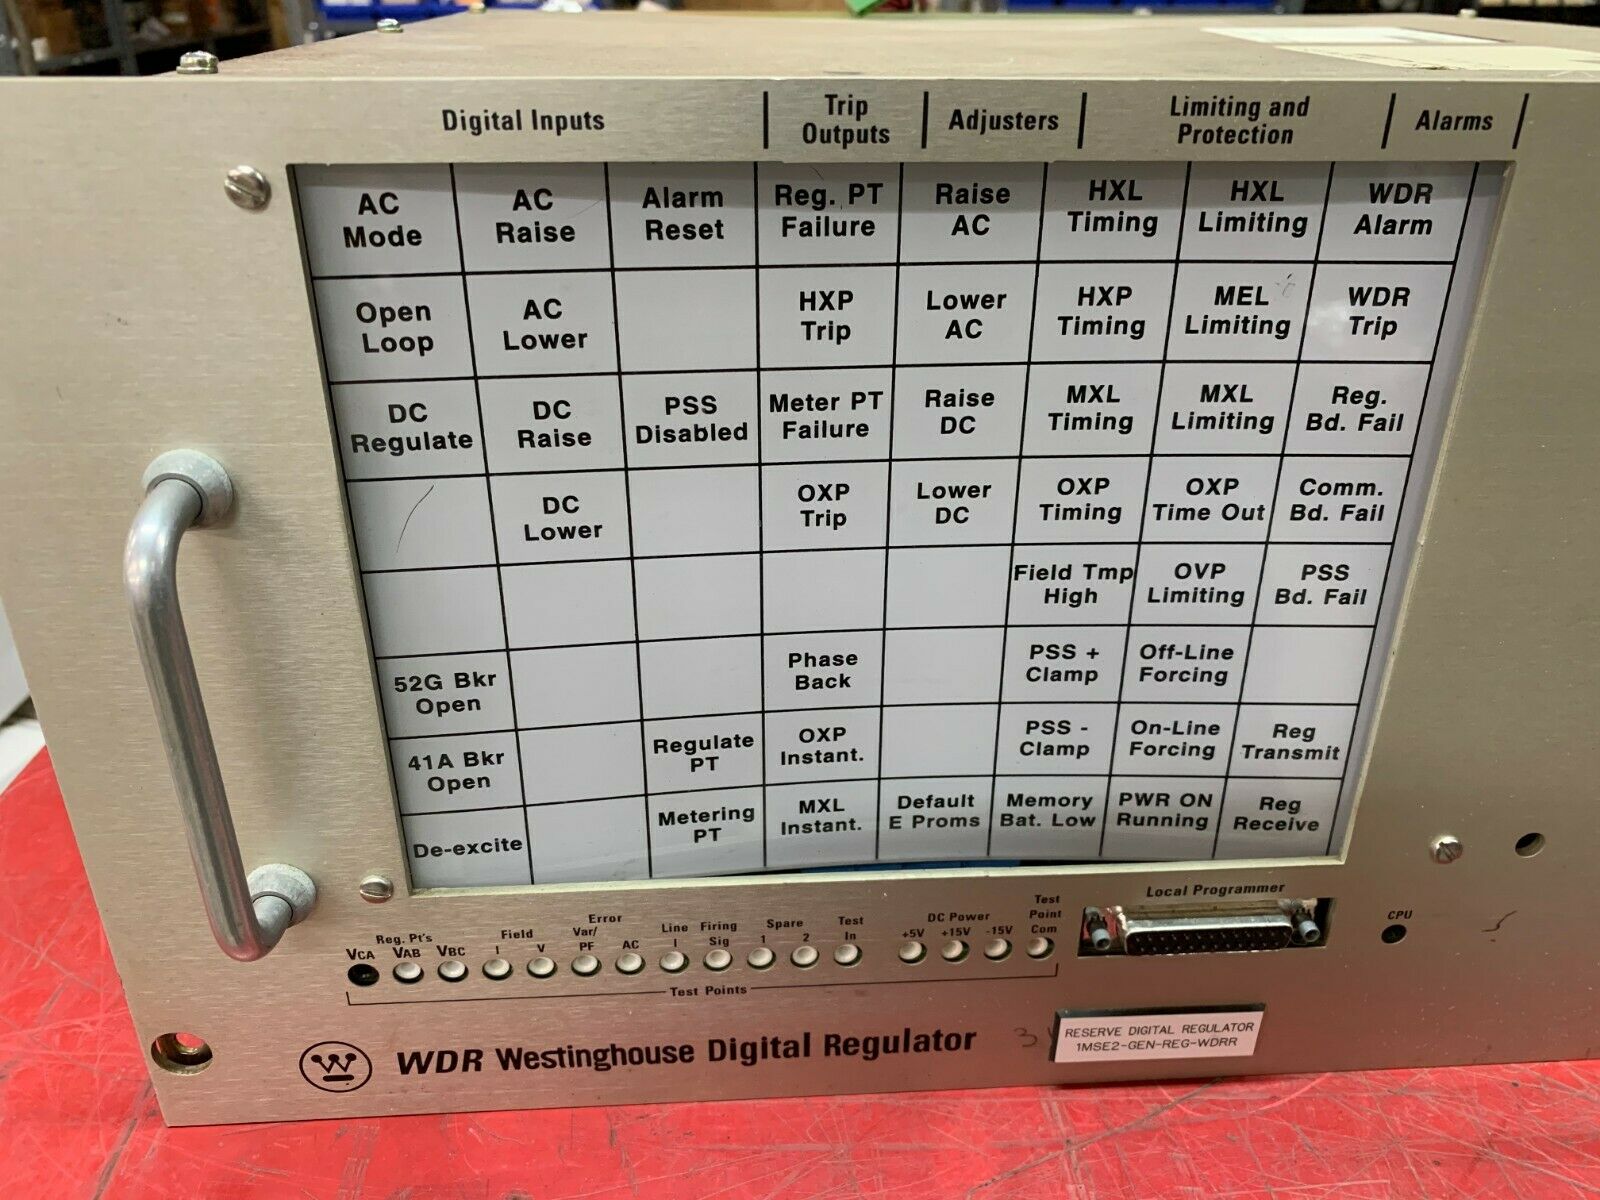 Digital Inputs
Trip
Outputs
Adjusters
Limiting and
Protection
Alarms
AC
Mode
AC
Raise
Alarm
Reset
Reg. PT
Failure
Raise
AC
HXL
Timing
HXL
Limiting
WDR
Alarm
Open
Loop
AC
Lower
HXP
Trip
Lower
AC
HXP
Timing
MEL
Limiting
WDR
Trip
DC
Regulate
DC
Raise
PSS
Disabled
Meter PT
Failure
Raise
DC
MXL
Timing
MXL
Limiting
Reg.
Bd. Fail
DC
Lower
OXP
Trip
Lower
DC
OXP
Timing
OXP
Time Out
Comm.
Bd. Fail
Field Tmp
High
OVP
Limiting
PSS
Bd. Fail
52G Bkr
Open
Phase
Back
PSS +
Clamp
Off-Line
Forcing
41A Bkr
Open
Regulate
PT
OXP
Instant.
PSS -
Clamp
On-Line
Forcing
Reg
Transmit
De-excite
Metering
PT
MXL
Instant.
Default
E Proms
Memory
Bat. Low
PWR ON
Running
Reg
Receive
Reg. Pt's
VCA VAB VBC
Field
I V
Error
Var/
PF AC
Line
I
Firing
Sig
Spare
1 2
Test
In
DC Power
+5V +15V -15V
Test
Point
Com
Test Points
Local Programmer
CPU
W
WDR Westinghouse Digital Regulator
RESERVE DIGITAL REGULATOR
1MSE2-GEN-REG-WDRR